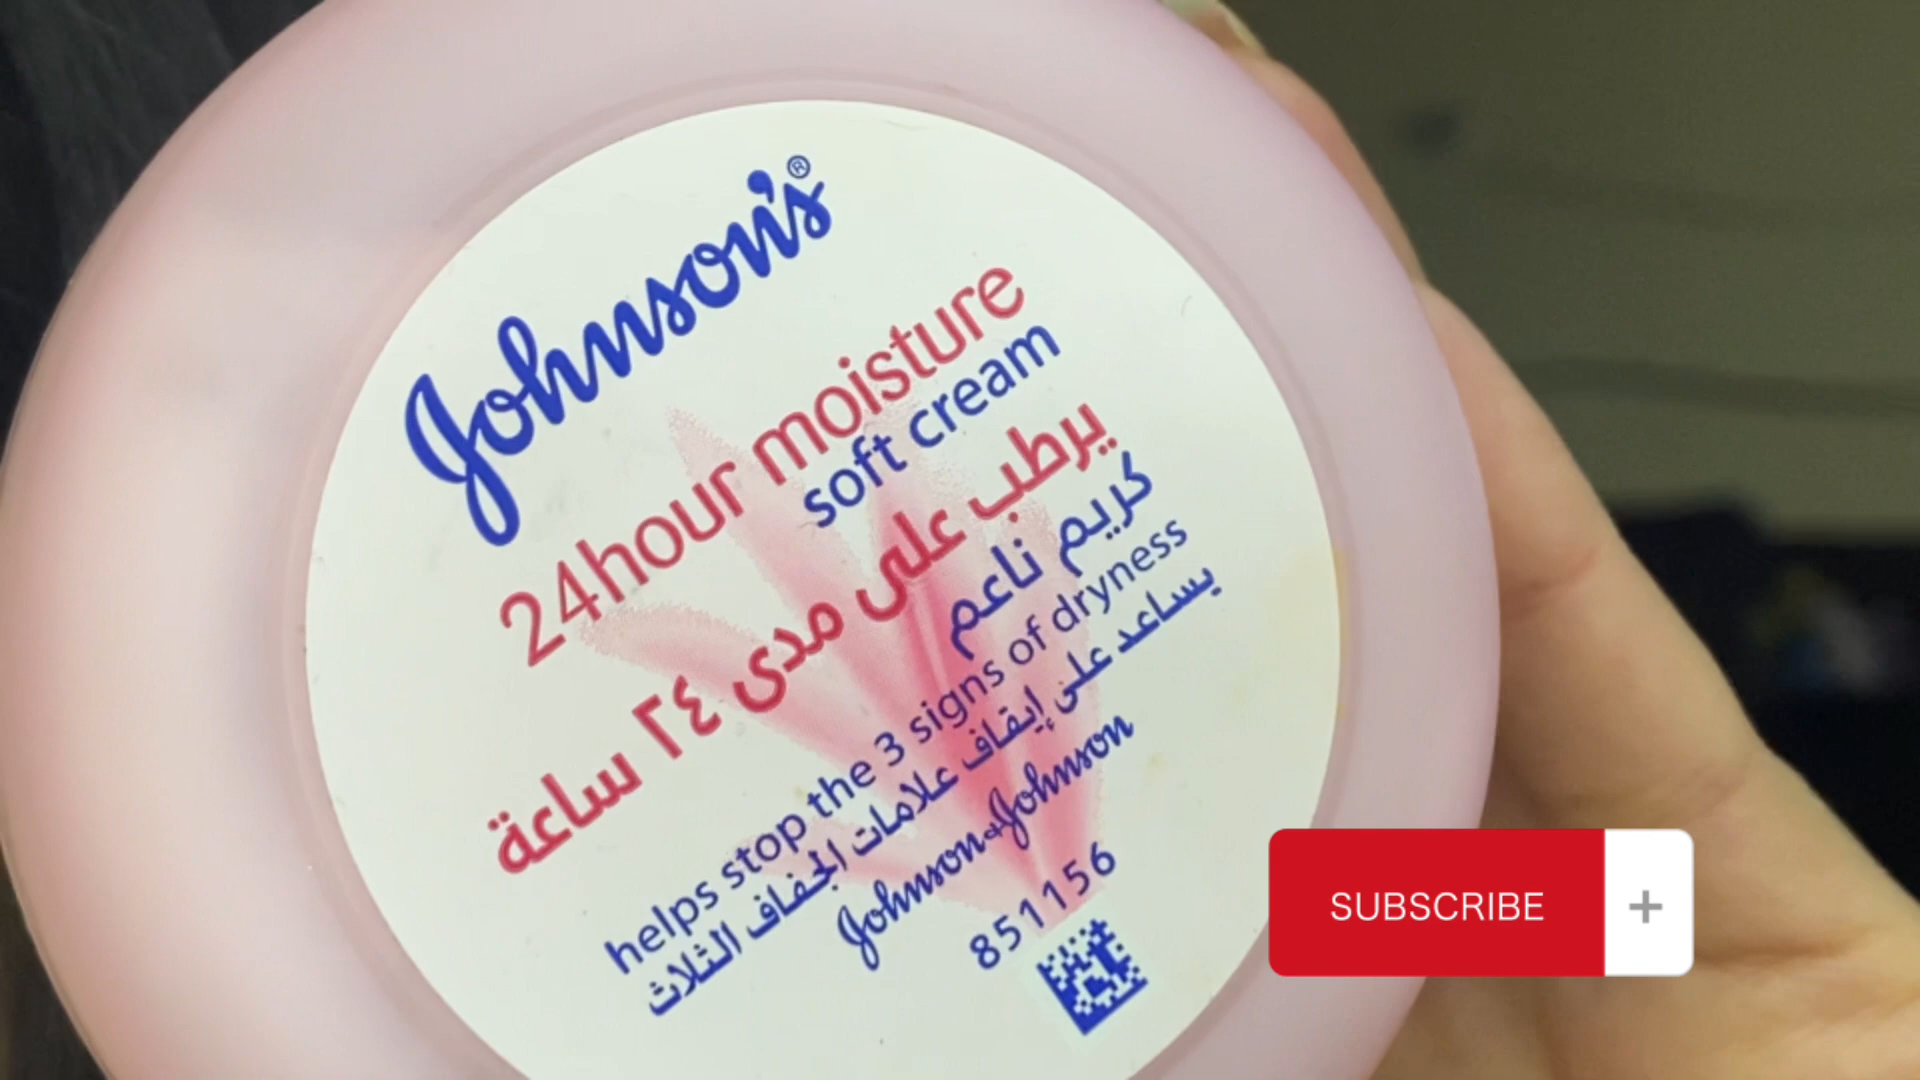 Johnson's®
24hour moisture
soft cream
يرطب على مدى ٢٤ ساعة
كريم ناعم
helps stop the 3 signs of dryness
يساعد على إيقاف علامات الجفاف الثلاث
Johnson & Johnson
851156
SUBSCRIBE +